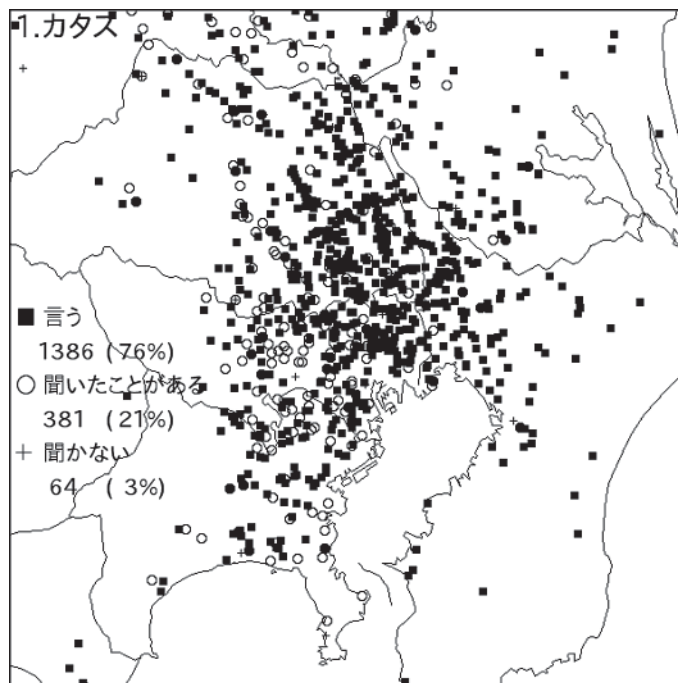 1.カタス
■ 言う
1386 (76%)
○ 聞いたことがある
381 (21%)
+ 聞かない
64 ( 3%)